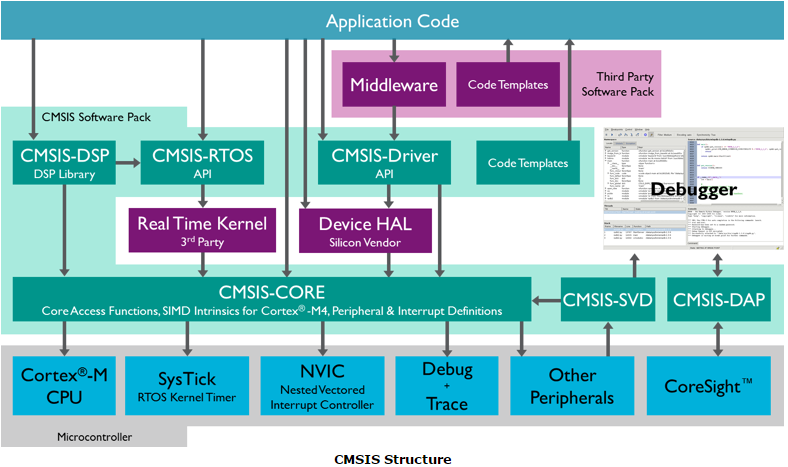 Application Code
Middleware
Code Templates
Third Party
Software Pack
CMSIS Software Pack
CMSIS-DSP
DSP Library
CMSIS-RTOS
API
CMSIS-Driver
API
Code Templates
Debugger
Real Time Kernel
3rd Party
Device HAL
Silicon Vendor
CMSIS-CORE
Core Access Functions, SIMD Intrinsics for Cortex®-M4, Peripheral & Interrupt Definitions
CMSIS-SVD
CMSIS-DAP
Cortex®-M
CPU
SysTick
RTOS Kernel Timer
NVIC
Nested Vectored
Interrupt Controller
Debug
+
Trace
Other
Peripherals
CoreSight™
Microcontroller
CMSIS Structure